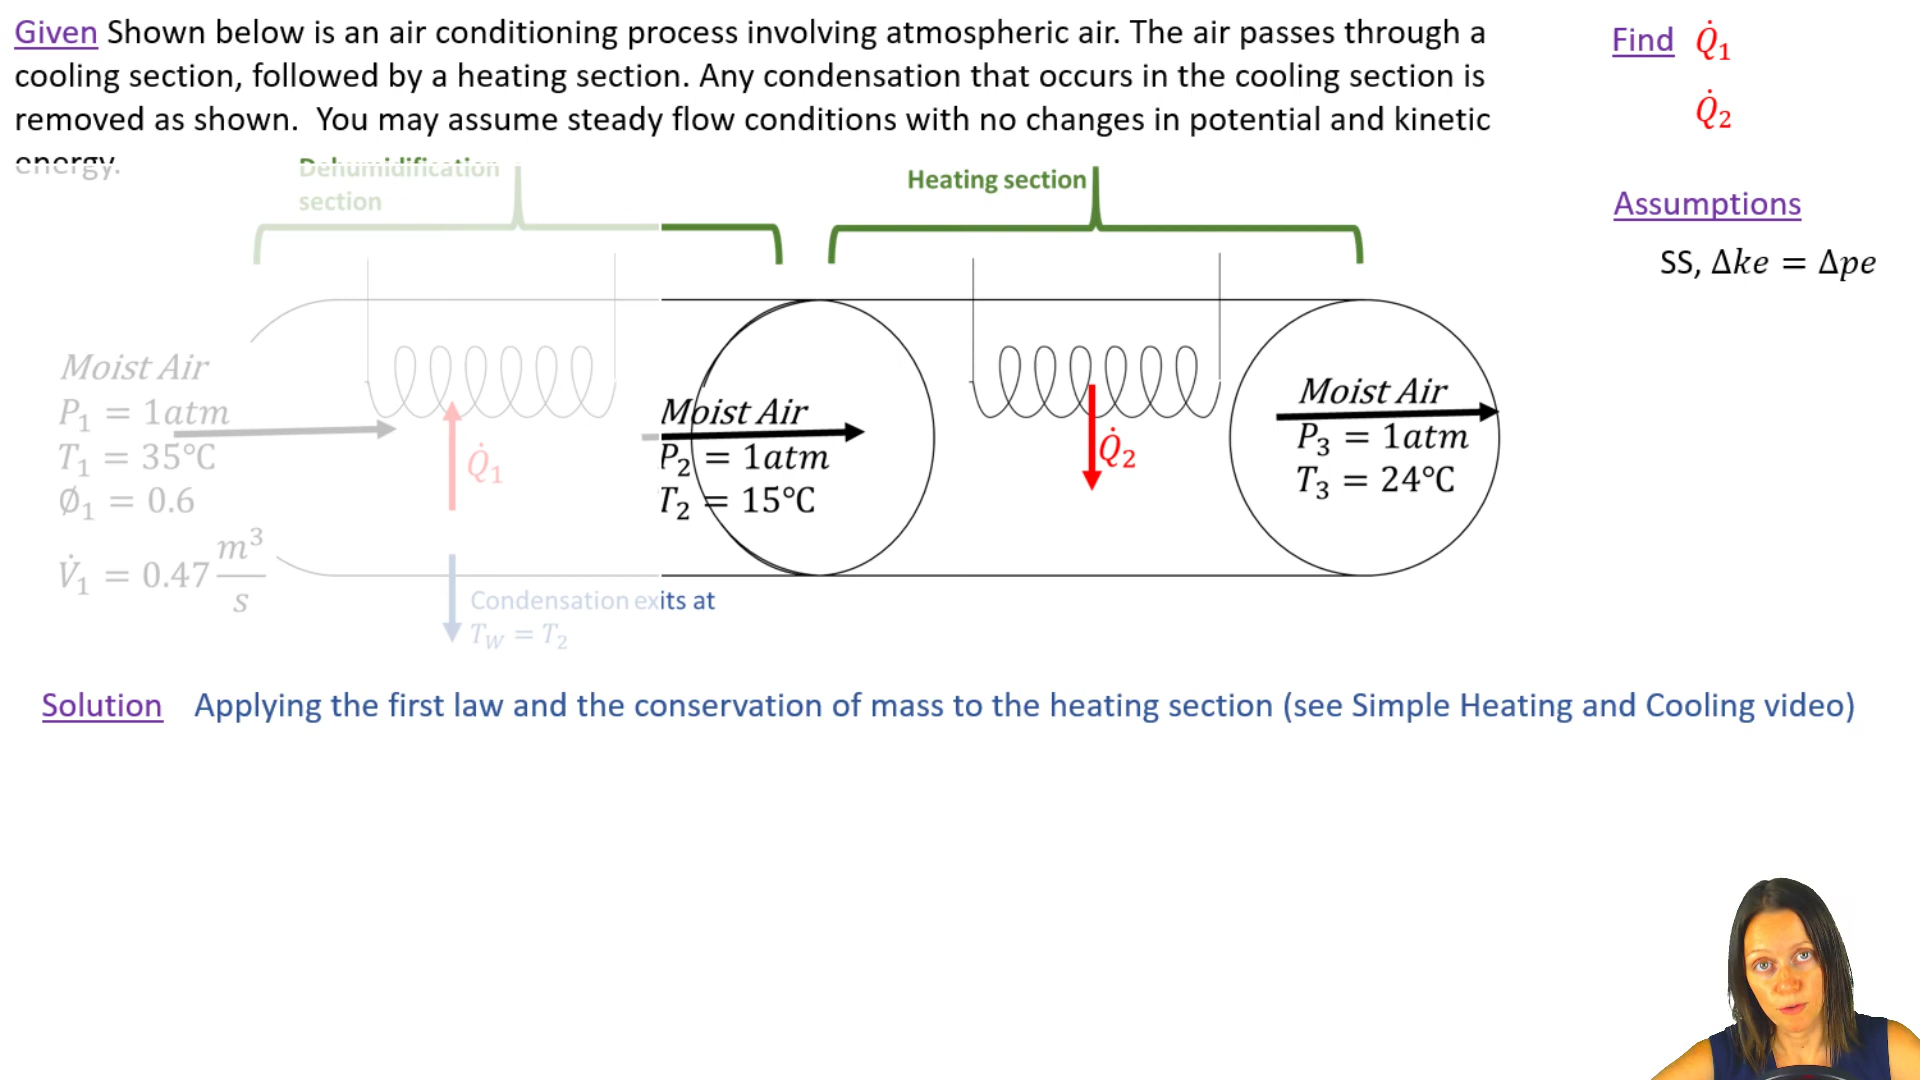 Given Shown below is an air conditioning process involving atmospheric air. The air passes through a
cooling section, followed by a heating section. Any condensation that occurs in the cooling section is
removed as shown.  You may assume steady flow conditions with no changes in potential and kinetic
energy.
Find Q̇₁
Q̇₂
Assumptions
SS, Δke = Δpe
Dehumidification
section
Heating section
Moist Air
P₁ = 1atm
T₁ = 35°C
Ø₁ = 0.6
V̇₁ = 0.47 m³/s
Q̇₁
Condensation exits at
T_W = T₂
Moist Air
P₂ = 1atm
T₂ = 15°C
Q̇₂
Moist Air
P₃ = 1atm
T₃ = 24°C
Solution Applying the first law and the conservation of mass to the heating section (see Simple Heating and Cooling video)